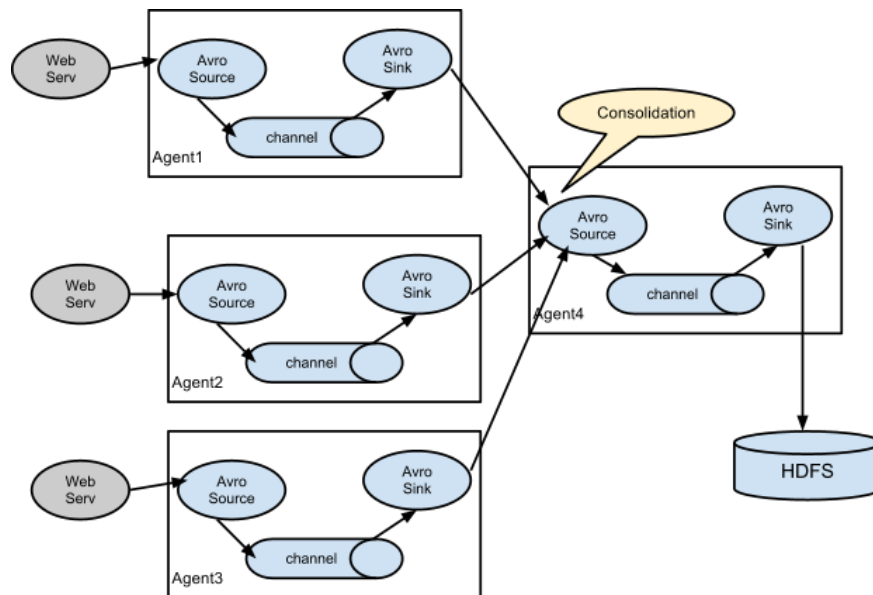 Web
Serv
Avro
Source
Avro
Sink
channel
Agent1
Consolidation
Avro
Source
Avro
Sink
channel
Agent4
Web
Serv
Avro
Source
Avro
Sink
channel
Agent2
HDFS
Web
Serv
Avro
Source
Avro
Sink
channel
Agent3